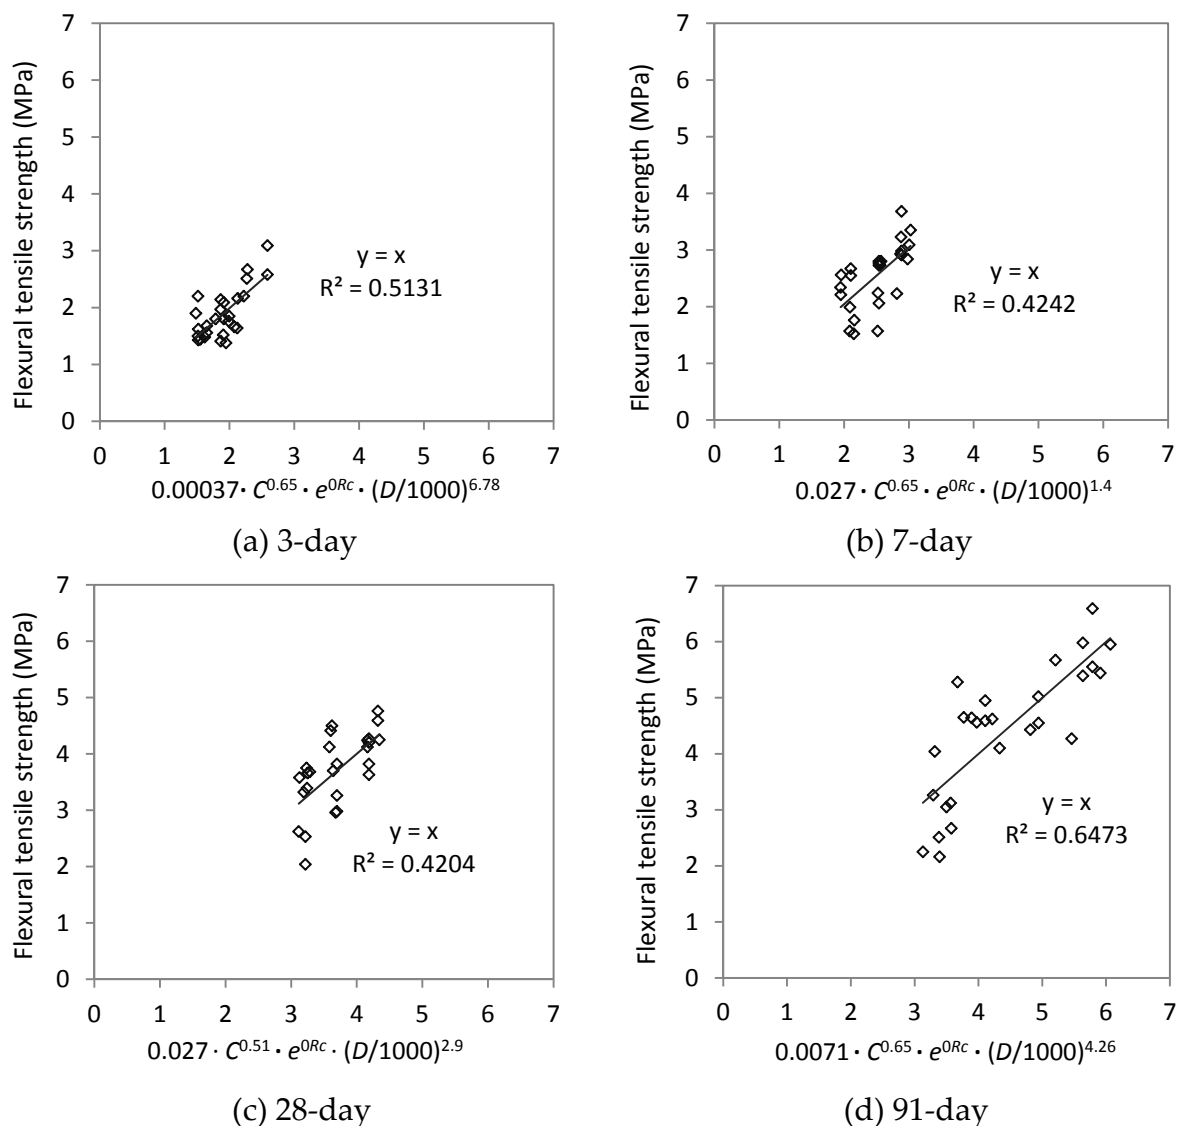 Flexural tensile strength (MPa)
7
6
5
4
3
2
1
0
y = x
R² = 0.5131
0 1 2 3 4 5 6 7
0.00037 · C^0.65 · e^0Rc · (D/1000)^6.78
(a) 3-day
Flexural tensile strength (MPa)
7
6
5
4
3
2
1
0
y = x
R² = 0.4242
0 1 2 3 4 5 6 7
0.027 · C^0.65 · e^0Rc · (D/1000)^1.4
(b) 7-day
Flexural tensile strength (MPa)
7
6
5
4
3
2
1
0
y = x
R² = 0.4204
0 1 2 3 4 5 6 7
0.027 · C^0.51 · e^0Rc · (D/1000)^2.9
(c) 28-day
Flexural tensile strength (MPa)
7
6
5
4
3
2
1
0
y = x
R² = 0.6473
0 1 2 3 4 5 6 7
0.0071 · C^0.65 · e^0Rc · (D/1000)^4.26
(d) 91-day